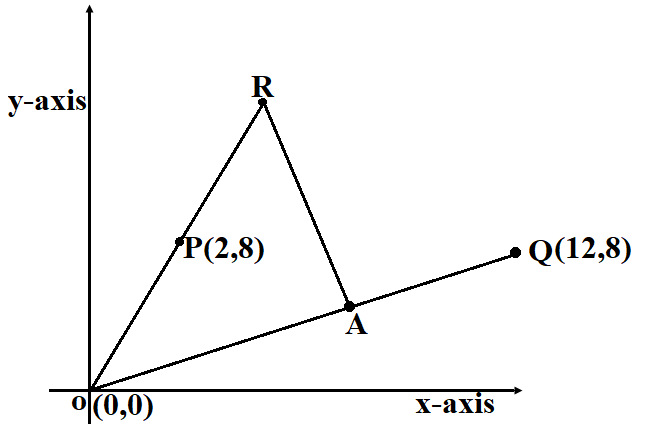 R
y-axis
P(2,8)
Q(12,8)
A
o(0,0)
x-axis